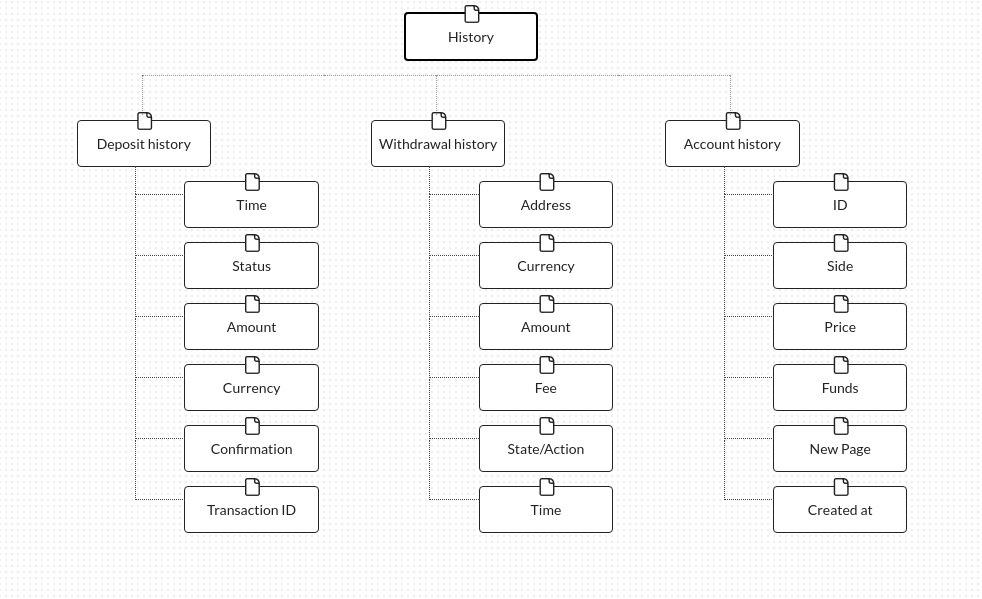 History
Deposit history
Time
Status
Amount
Currency
Confirmation
Transaction ID
Withdrawal history
Address
Currency
Amount
Fee
State/Action
Time
Account history
ID
Side
Price
Funds
New Page
Created at